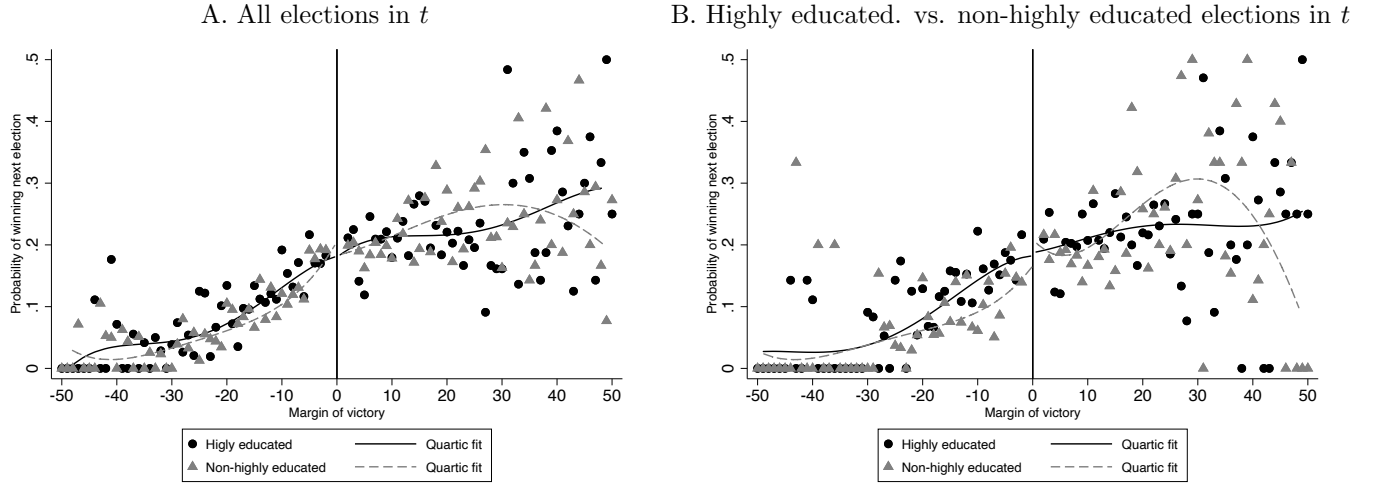 A. All elections in t
Probability of winning next election
.5
.4
.3
.2
.1
0
-50 -40 -30 -20 -10 0 10 20 30 40 50
Margin of victory
Higly educated Quartic fit
Non-highly educated Quartic fit
B. Highly educated. vs. non-highly educated elections in t
Probability of winning next election
.5
.4
.3
.2
.1
0
-50 -40 -30 -20 -10 0 10 20 30 40 50
Margin of victory
Highly educated Quartic fit
Non-highly educated Quartic fit